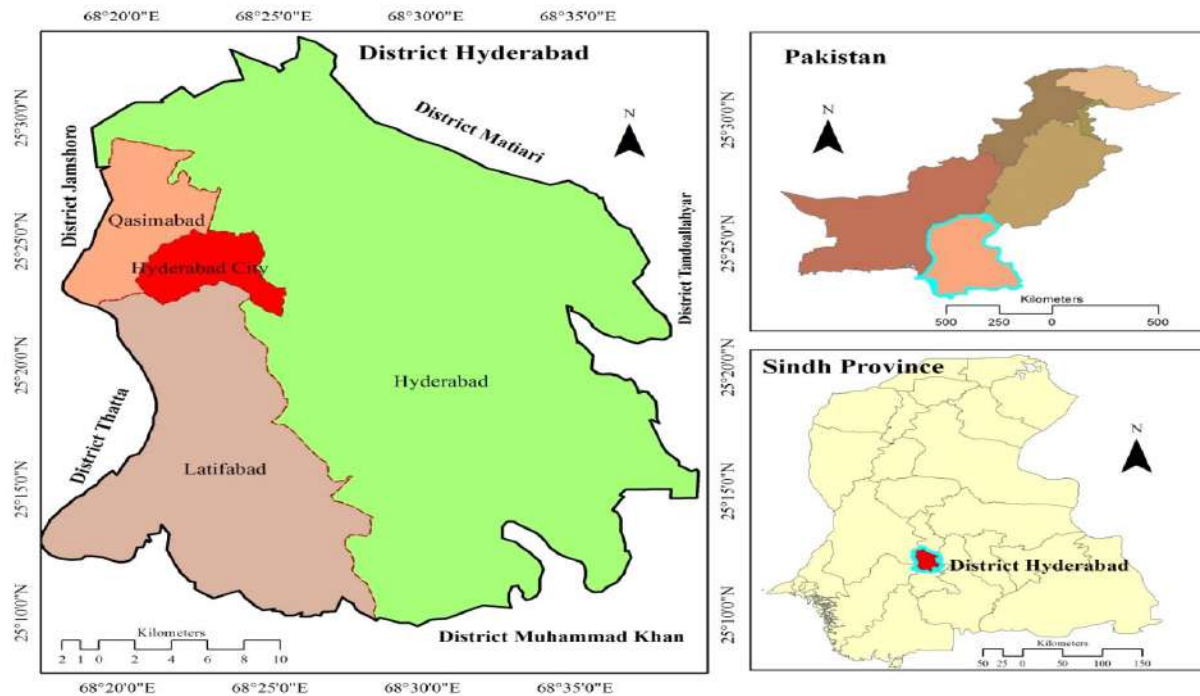 68°20'0"E 68°25'0"E 68°30'0"E 68°35'0"E
District Hyderabad
25°30'0"N
25°25'0"N
25°20'0"N
25°15'0"N
25°10'0"N
District Jamshoro
District Matiari
N
District Tandoallahyar
Qasimabad
Hyderabad City
Hyderabad
District Thatta
Latifabad
District Muhammad Khan
Kilometers
2 1 0 2 4 6 8 10
68°20'0"E 68°25'0"E 68°30'0"E 68°35'0"E
25°30'0"N
25°25'0"N
25°20'0"N
25°15'0"N
25°10'0"N
Pakistan
N
Kilometers
500 250 0 500
Sindh Province
N
District Hyderabad
Kilometers
50 25 0 50 100 150